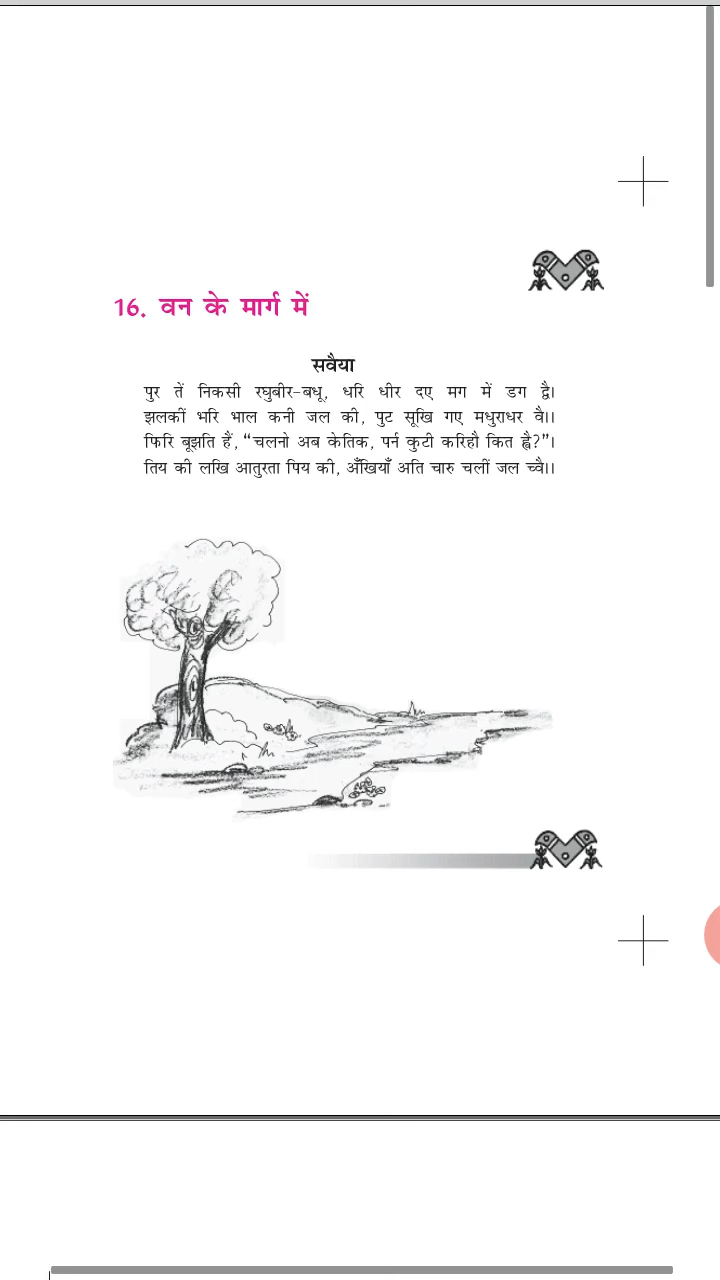 16. वन के मार्ग में
सवैया
पुर तें निकसी रघुबीर-बधू, धरि धीर दए मग में डग द्वै।
झलकीं भरि भाल कनी जल की, पुट सूखि गए मधुराधर वै।।
फिरि बूझति हैं, “चलनो अब केतिक, पर्न कुटी करिहौ कित ह्वै?”।
तिय की लखि आतुरता पिय की, अँखियाँ अति चारु चलीं जल च्वै।।